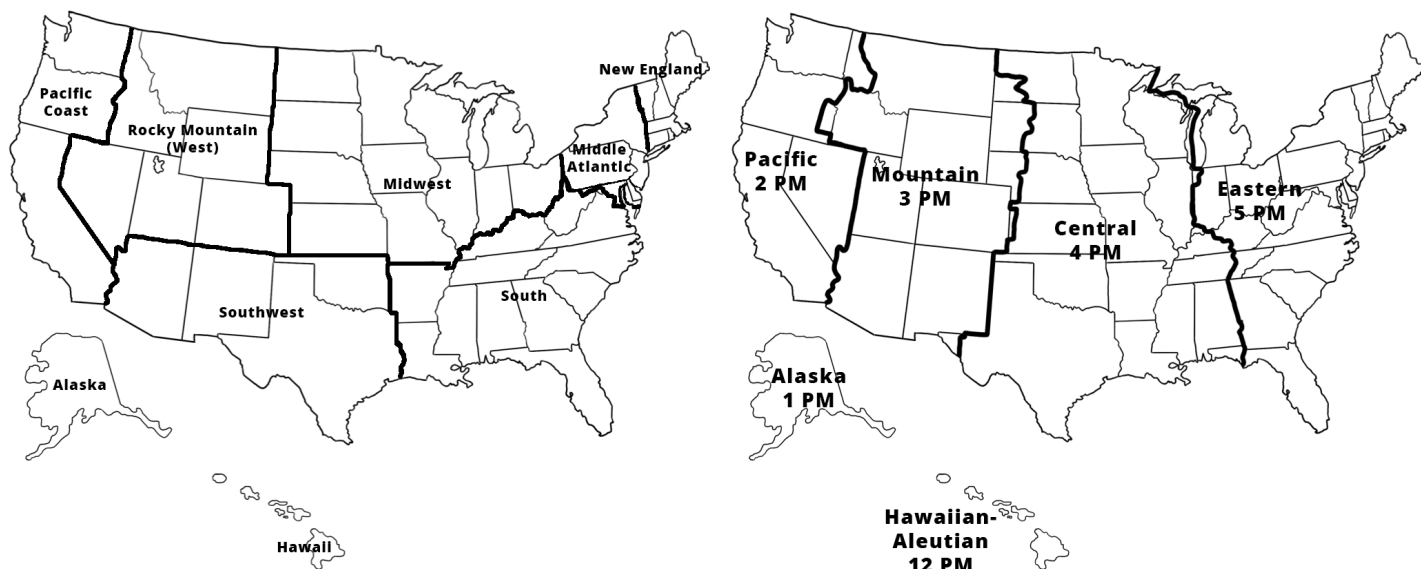 New England
Pacific
Coast
Rocky Mountain
(West)
Middle
Atlantic
Midwest
South
Southwest
Alaska
Hawaii
Pacific
2 PM
Mountain
3 PM
Eastern
5 PM
Central
4 PM
Alaska
1 PM
Hawaiian-
Aleutian
12 PM